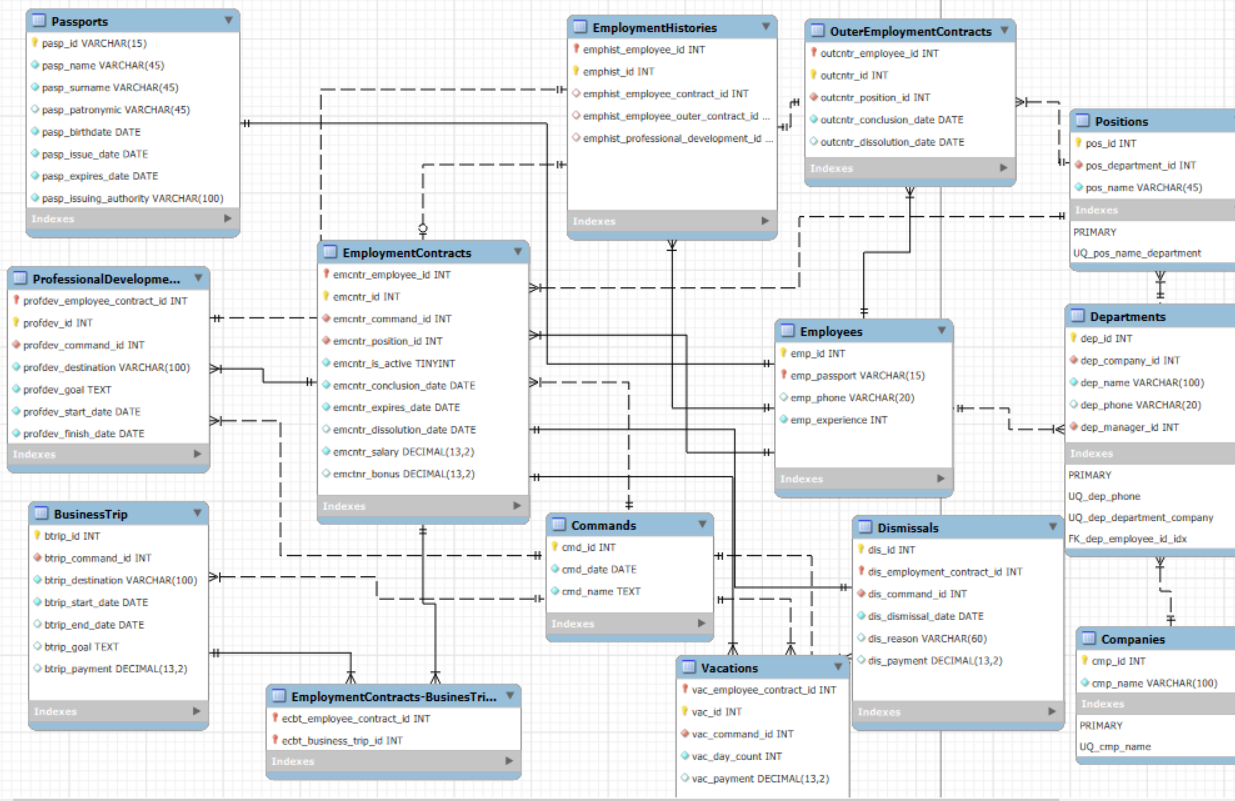 Passports
pasp_id VARCHAR(15)
pasp_name VARCHAR(45)
pasp_surname VARCHAR(45)
pasp_patronymic VARCHAR(45)
pasp_birthdate DATE
pasp_issue_date DATE
pasp_expires_date DATE
pasp_issuing_authority VARCHAR(100)
Indexes
EmploymentHistories
emphist_employee_id INT
emphist_id INT
emphist_employee_contract_id INT
emphist_employee_outer_contract_id ...
emphist_professional_development_id ...
Indexes
OuterEmploymentContracts
outcntr_employee_id INT
outcntr_id INT
outcntr_position_id INT
outcntr_conclusion_date DATE
outcntr_dissolution_date DATE
Indexes
Positions
pos_id INT
pos_department_id INT
pos_name VARCHAR(45)
Indexes
PRIMARY
UQ_pos_name_department
ProfessionalDevelopme...
profdev_employee_contract_id INT
profdev_id INT
profdev_command_id INT
profdev_destination VARCHAR(100)
profdev_goal TEXT
profdev_start_date DATE
profdev_finish_date DATE
Indexes
EmploymentContracts
emcntr_employee_id INT
emcntr_id INT
emcntr_command_id INT
emcntr_position_id INT
emcntr_is_active TINYINT
emcntr_conclusion_date DATE
emcntr_expires_date DATE
emcntr_dissolution_date DATE
emcntr_salary DECIMAL(13,2)
emctnr_bonus DECIMAL(13,2)
Indexes
Employees
emp_id INT
emp_passport VARCHAR(15)
emp_phone VARCHAR(20)
emp_experience INT
Indexes
Departments
dep_id INT
dep_company_id INT
dep_name VARCHAR(100)
dep_phone VARCHAR(20)
dep_manager_id INT
Indexes
PRIMARY
UQ_dep_phone
UQ_dep_department_company
FK_dep_employee_id_idx
BusinessTrip
btrip_id INT
btrip_command_id INT
btrip_destination VARCHAR(100)
btrip_start_date DATE
btrip_end_date DATE
btrip_goal TEXT
btrip_payment DECIMAL(13,2)
Indexes
Commands
cmd_id INT
cmd_date DATE
cmd_name TEXT
Indexes
Dismissals
dis_id INT
dis_employment_contract_id INT
dis_command_id INT
dis_dismissal_date DATE
dis_reason VARCHAR(60)
dis_payment DECIMAL(13,2)
Indexes
Companies
cmp_id INT
cmp_name VARCHAR(100)
Indexes
PRIMARY
UQ_cmp_name
EmploymentContracts-BusinesTri...
ecbt_employee_contract_id INT
ecbt_business_trip_id INT
Indexes
Vacations
vac_employee_contract_id INT
vac_id INT
vac_command_id INT
vac_day_count INT
vac_payment DECIMAL(13,2)